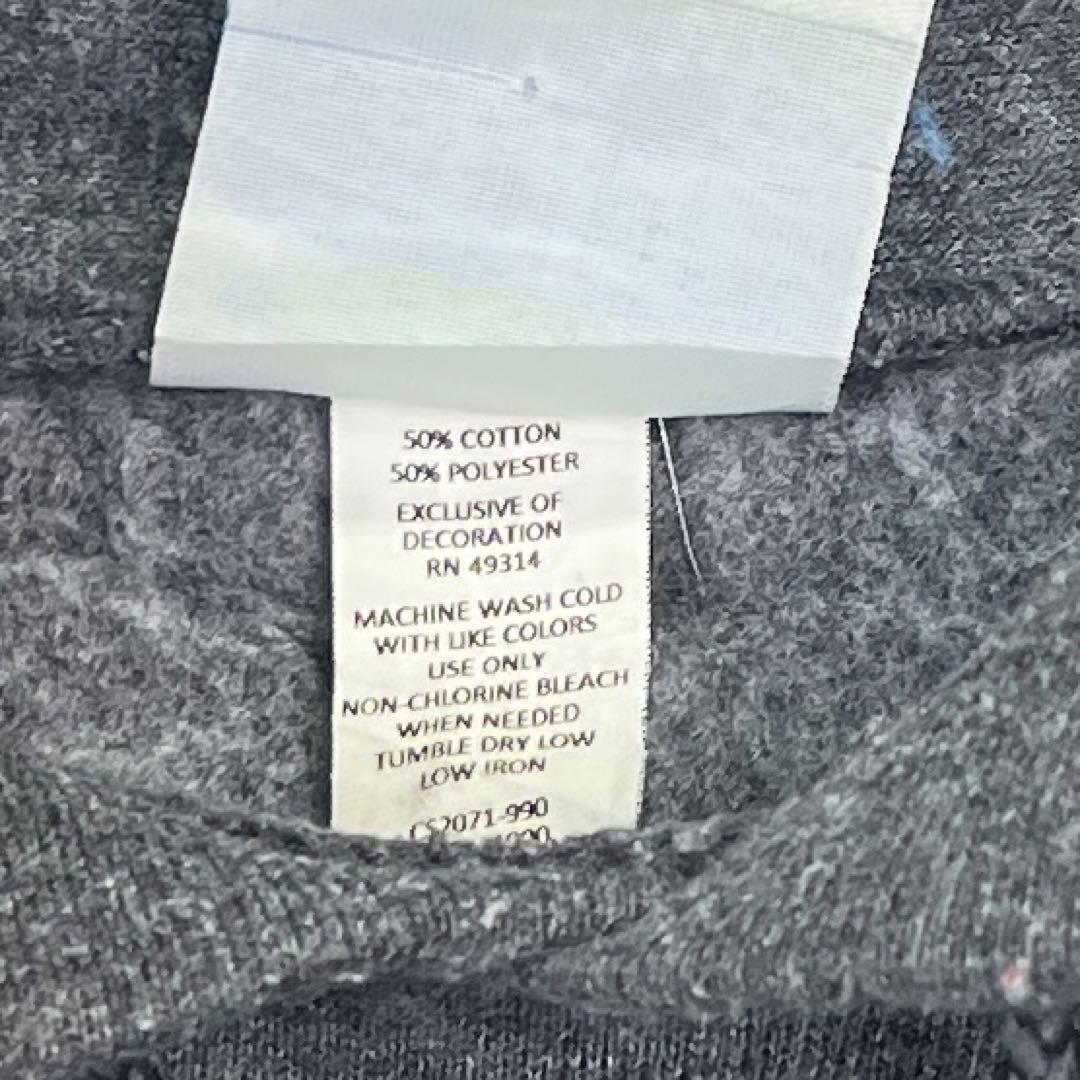 50% COTTON
50% POLYESTER
EXCLUSIVE OF
DECORATION
RN 49314
MACHINE WASH COLD
WITH LIKE COLORS
USE ONLY
NON-CHLORINE BLEACH
WHEN NEEDED
TUMBLE DRY LOW
LOW IRON
CS2071-990